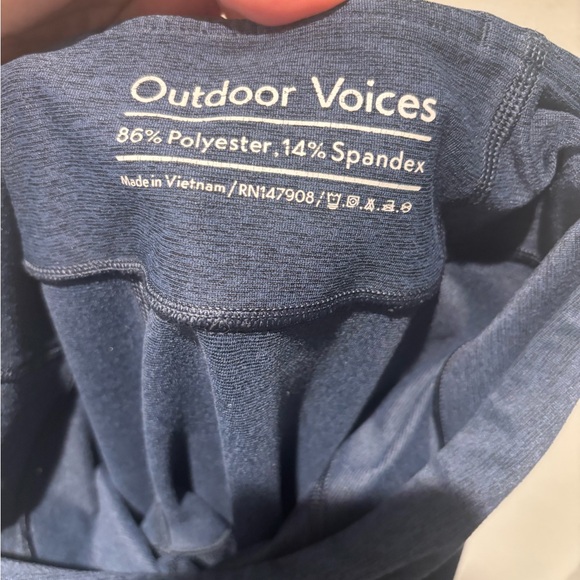 Outdoor Voices
86% Polyester, 14% Spandex
Made in Vietnam/RN147908/